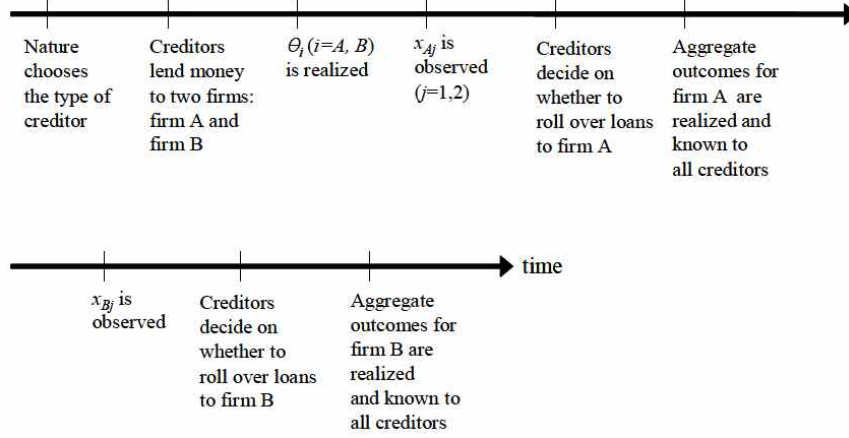 Nature
chooses
the type of
creditor
Creditors
lend money
to two firms:
firm A and
firm B
Θi (i=A, B)
is realized
xAj is
observed
(j=1,2)
Creditors
decide on
whether to
roll over loans
to firm A
Aggregate
outcomes for
firm A are
realized and
known to
all creditors
time
xBj is
observed
Creditors
decide on
whether to
roll over loans
to firm B
Aggregate
outcomes for
firm B are
realized
and known to
all creditors